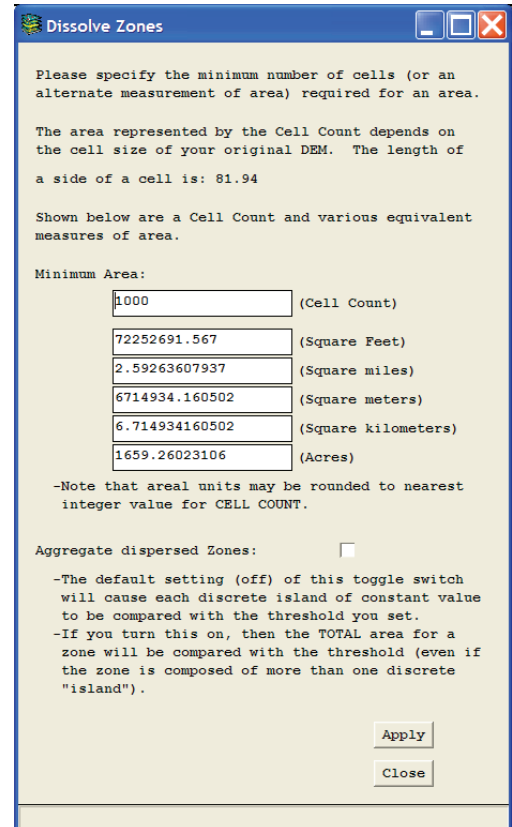 Dissolve Zones
Please specify the minimum number of cells (or an
alternate measurement of area) required for an area.
The area represented by the Cell Count depends on
the cell size of your original DEM.  The length of
a side of a cell is: 81.94
Shown below are a Cell Count and various equivalent
measures of area.
Minimum Area:
1000 (Cell Count)
72252691.567 (Square Feet)
2.59263607937 (Square miles)
6714934.160502 (Square meters)
6.714934160502 (Square kilometers)
1659.26023106 (Acres)
-Note that areal units may be rounded to nearest
integer value for CELL COUNT.
Aggregate dispersed Zones:
-The default setting (off) of this toggle switch
will cause each discrete island of constant value
to be compared with the threshold you set.
-If you turn this on, then the TOTAL area for a
zone will be compared with the threshold (even if
the zone is composed of more than one discrete
"island").
Apply
Close